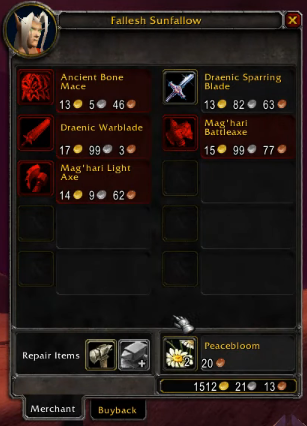 Fallesh Sunfallow
Ancient Bone
Mace
13 5 46
Draenic Sparring
Blade
13 82 63
Draenic Warblade
17 99 3
Mag'hari
Battleaxe
15 99 77
Mag'hari Light
Axe
14 9 62
Repair Items
2
Peacebloom
20
1512 21 13
Merchant
Buyback